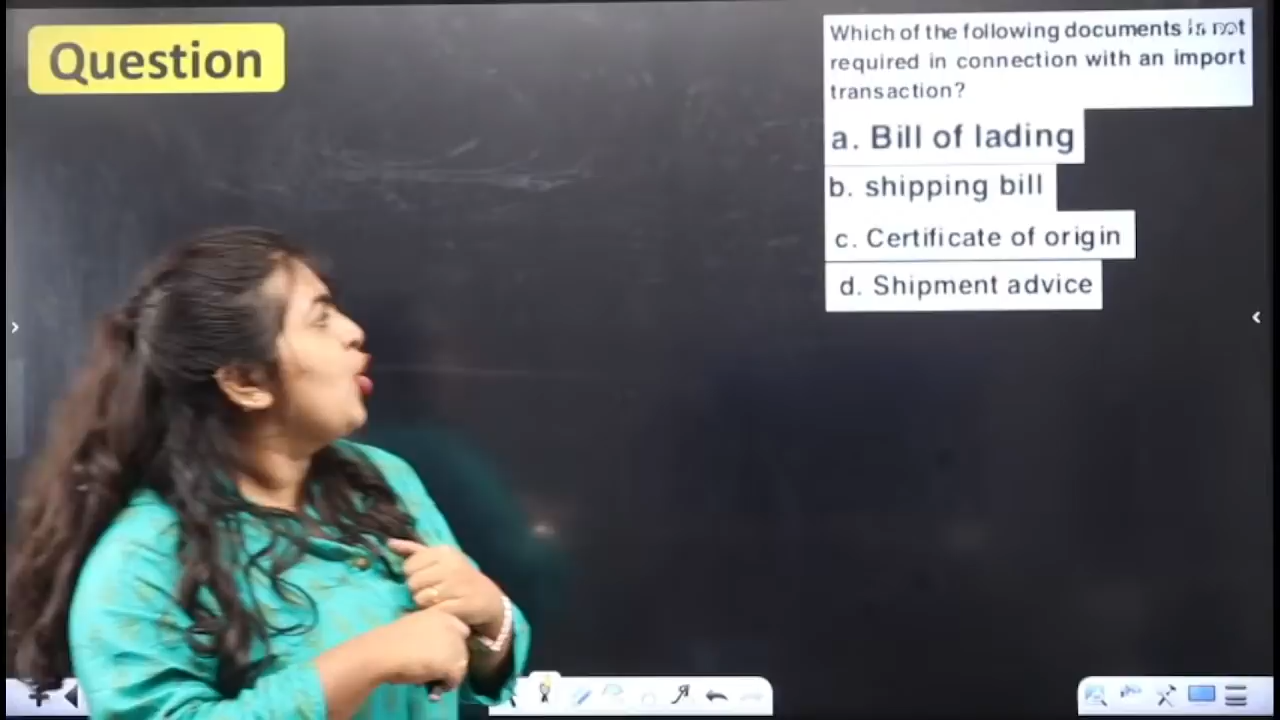 Question
Which of the following documents is not
required in connection with an import
transaction?
a. Bill of lading
b. shipping bill
c. Certificate of origin
d. Shipment advice